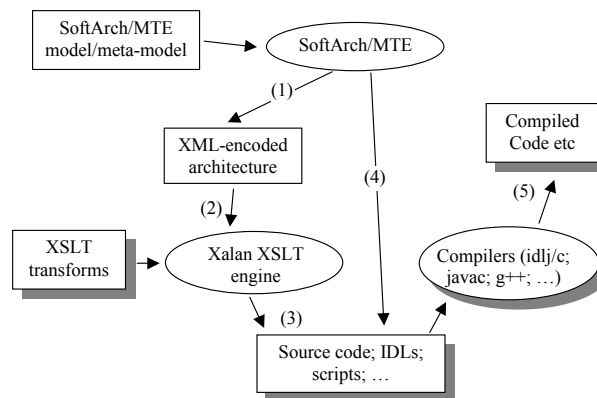 SoftArch/MTE
model/meta-model
SoftArch/MTE
(1)
XML-encoded
architecture
(4)
Compiled
Code etc
(2)
(5)
XSLT
transforms
Xalan XSLT
engine
Compilers (idlj/c;
javac; g++; …)
(3)
Source code; IDLs;
scripts; …